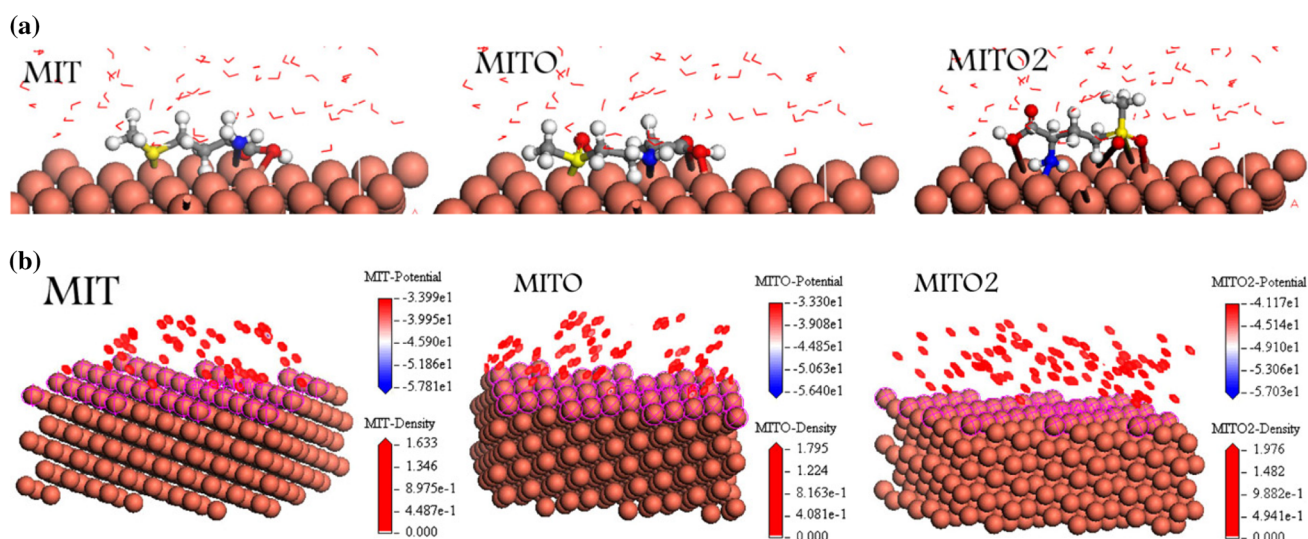 (a)
MIT
MITO
MITO2
A
A
(b)
MIT
MIT-Potential
-3.399e1
-3.995e1
-4.590e1
-5.186e1
-5.781e1
MIT-Density
1.633
1.346
8.975e-1
4.487e-1
0.000
MITO
MITO-Potential
-3.330e1
-3.908e1
-4.485e1
-5.063e1
-5.640e1
MITO-Density
1.795
1.224
8.163e-1
4.081e-1
0.000
MITO2
MITO2-Potential
-4.117e1
-4.514e1
-4.910e1
-5.306e1
-5.703e1
MITO2-Density
1.976
1.482
9.882e-1
4.941e-1
0.000